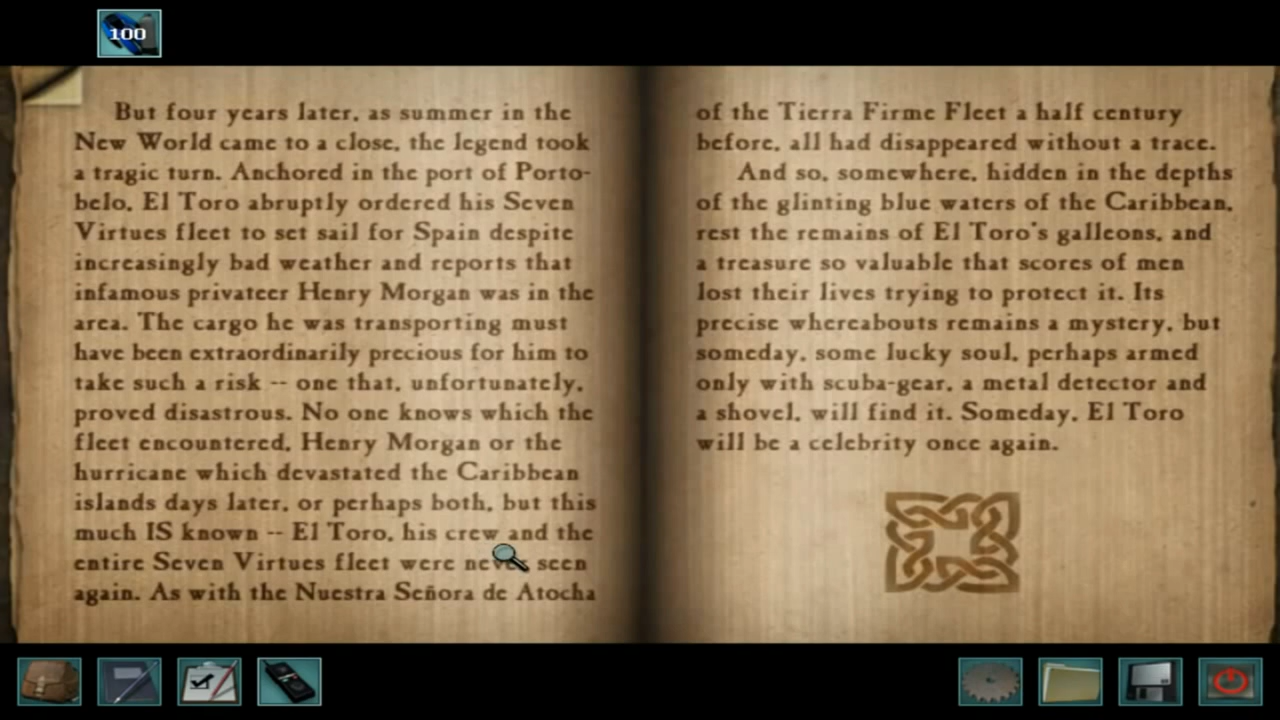 100
But four years later, as summer in the
New World came to a close, the legend took
a tragic turn. Anchored in the port of Porto-
belo, El Toro abruptly ordered his Seven
Virtues fleet to set sail for Spain despite
increasingly bad weather and reports that
infamous privateer Henry Morgan was in the
area. The cargo he was transporting must
have been extraordinarily precious for him to
take such a risk -- one that, unfortunately,
proved disastrous. No one knows which the
fleet encountered, Henry Morgan or the
hurricane which devastated the Caribbean
islands days later, or perhaps both, but this
much IS known -- El Toro, his crew and the
entire Seven Virtues fleet were never seen
again. As with the Nuestra Señora de Atocha
of the Tierra Firme Fleet a half century
before, all had disappeared without a trace.
And so, somewhere, hidden in the depths
of the glinting blue waters of the Caribbean,
rest the remains of El Toro's galleons, and
a treasure so valuable that scores of men
lost their lives trying to protect it. Its
precise whereabouts remains a mystery, but
someday, some lucky soul, perhaps armed
only with scuba-gear, a metal detector and
a shovel, will find it. Someday, El Toro
will be a celebrity once again.